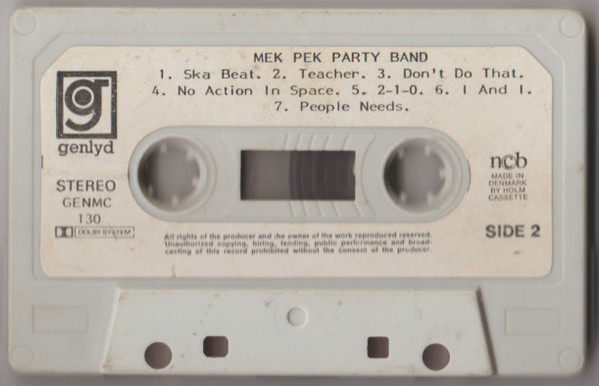 MEK PEK PARTY BAND
1. Ska Beat. 2. Teacher. 3. Don't Do That.
4. No Action In Space. 5. 2-1-0. 6. I And I.
7. People Needs.
g
genlyd
STEREO
GENMC
130
DOLBY SYSTEM
ncb
MADE IN
DENMARK
BY HOLM
CASSETTE
SIDE 2
All rights of the producer and the owner of the work reproduced reserved.
Unauthorized copying, hiring, lending, public performance and broad-
casting of this record prohibited without the consent of the producer.